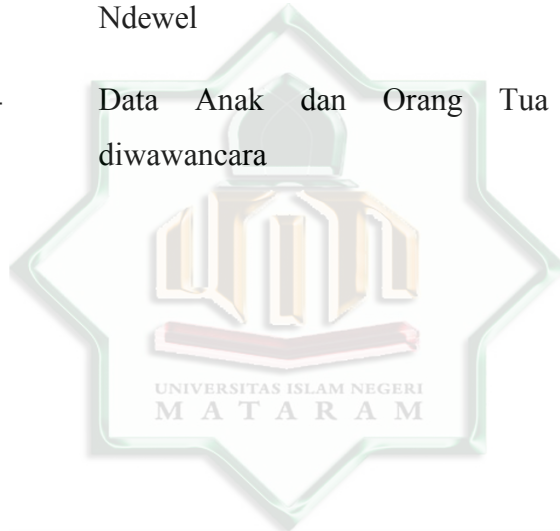 Ndewel
Data Anak dan Orang Tua
diwawancara
UNIVERSITAS ISLAM NEGERI
MATARAM